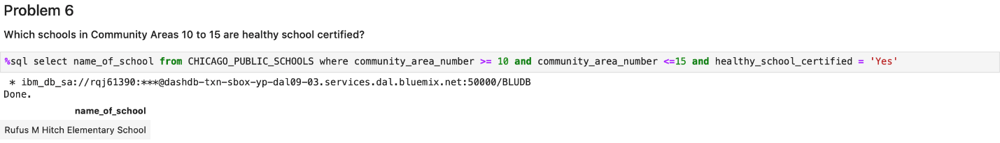 Problem 6
Which schools in Community Areas 10 to 15 are healthy school certified?
%sql select name_of_school from CHICAGO_PUBLIC_SCHOOLS where community_area_number >= 10 and community_area_number <=15 and healthy_school_certified = 'Yes'
* ibm_db_sa://rqj61390:***@dashdb-txn-sbox-yp-dal09-03.services.dal.bluemix.net:50000/BLUDB
Done.
name_of_school
Rufus M Hitch Elementary School